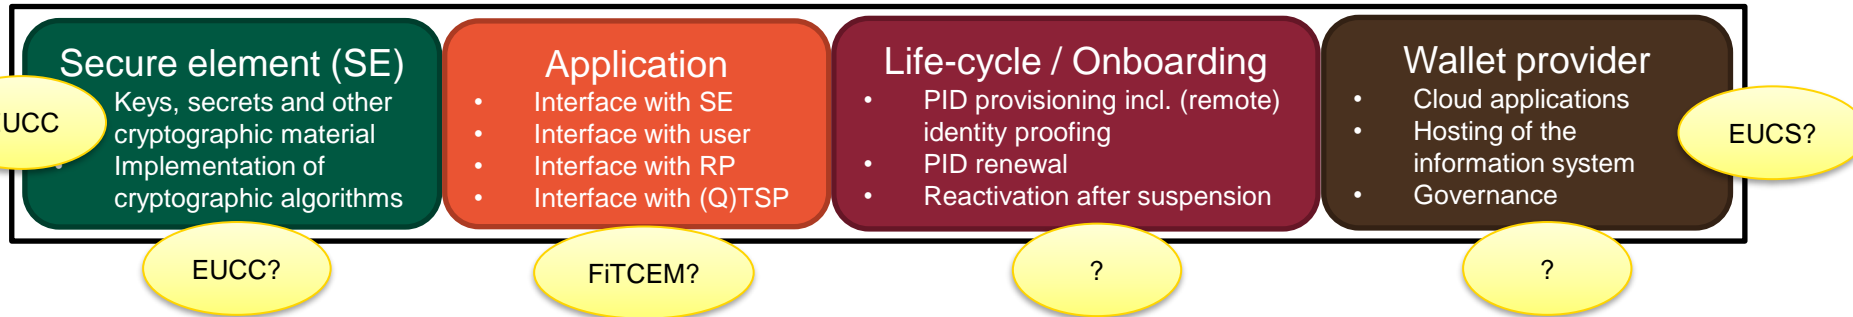 Secure element (SE)
Keys, secrets and other
cryptographic material
• Implementation of
cryptographic algorithms
UCC
EUCC?
Application
• Interface with SE
• Interface with user
• Interface with RP
• Interface with (Q)TSP
FiTCEM?
Life-cycle / Onboarding
• PID provisioning incl. (remote)
identity proofing
• PID renewal
• Reactivation after suspension
?
Wallet provider
• Cloud applications
• Hosting of the
information system
• Governance
EUCS?
?